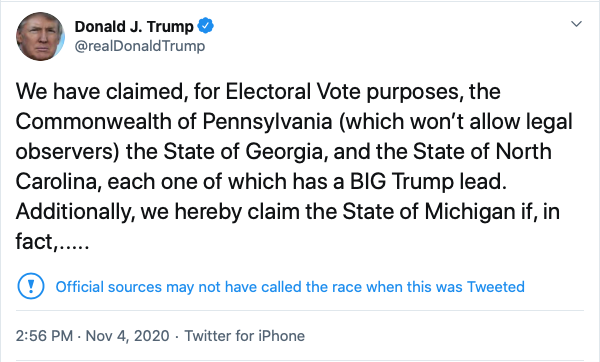 Donald J. Trump
@realDonaldTrump
We have claimed, for Electoral Vote purposes, the
Commonwealth of Pennsylvania (which won’t allow legal
observers) the State of Georgia, and the State of North
Carolina, each one of which has a BIG Trump lead.
Additionally, we hereby claim the State of Michigan if, in
fact,.....
Official sources may not have called the race when this was Tweeted
2:56 PM · Nov 4, 2020 · Twitter for iPhone